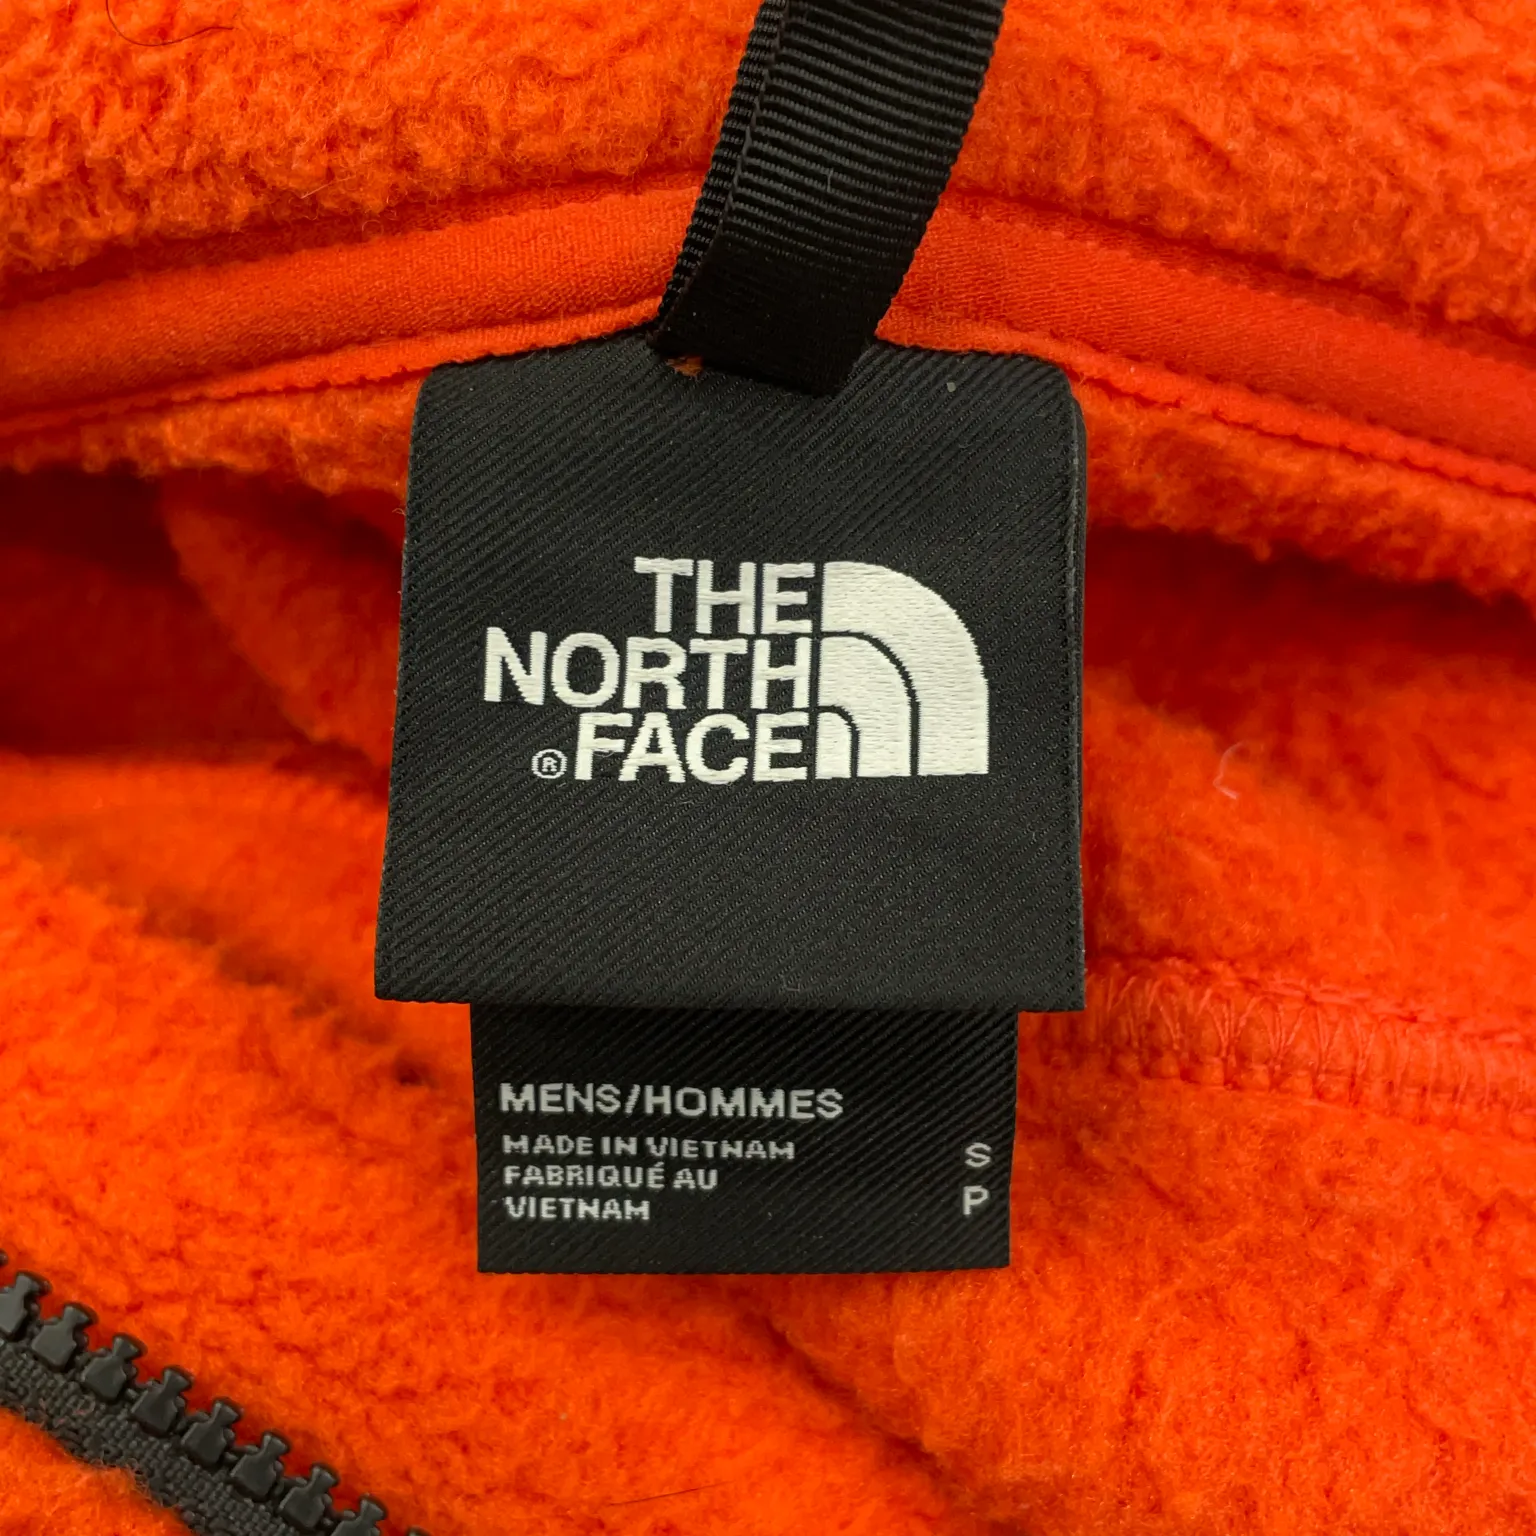 THE
NORTH
® FACE
MENS/HOMMES
MADE IN VIETNAM
FABRIQUÉ AU
VIETNAM
S
P